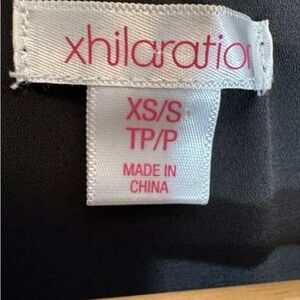 xhilaration
XS/S
TP/P
MADE IN
CHINA